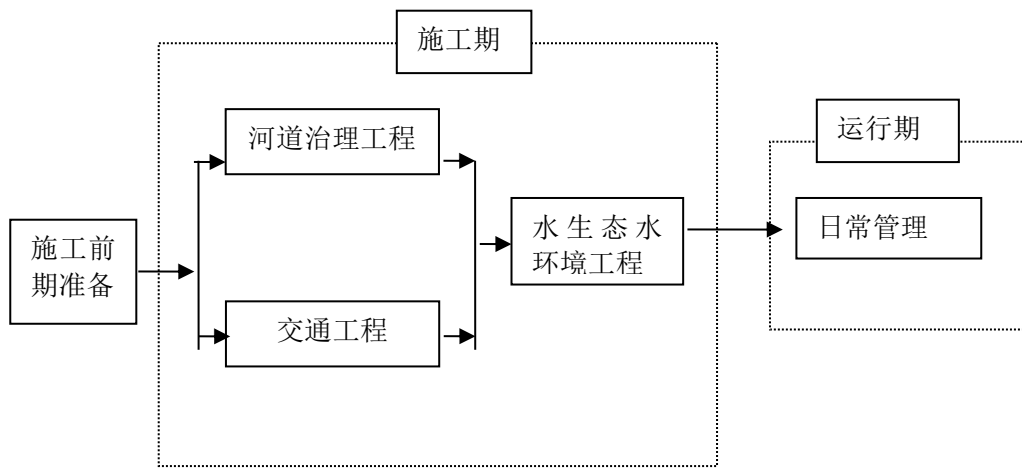 施工期
河道治理工程
运行期
施工前
期准备
水生态水
环境工程
日常管理
交通工程